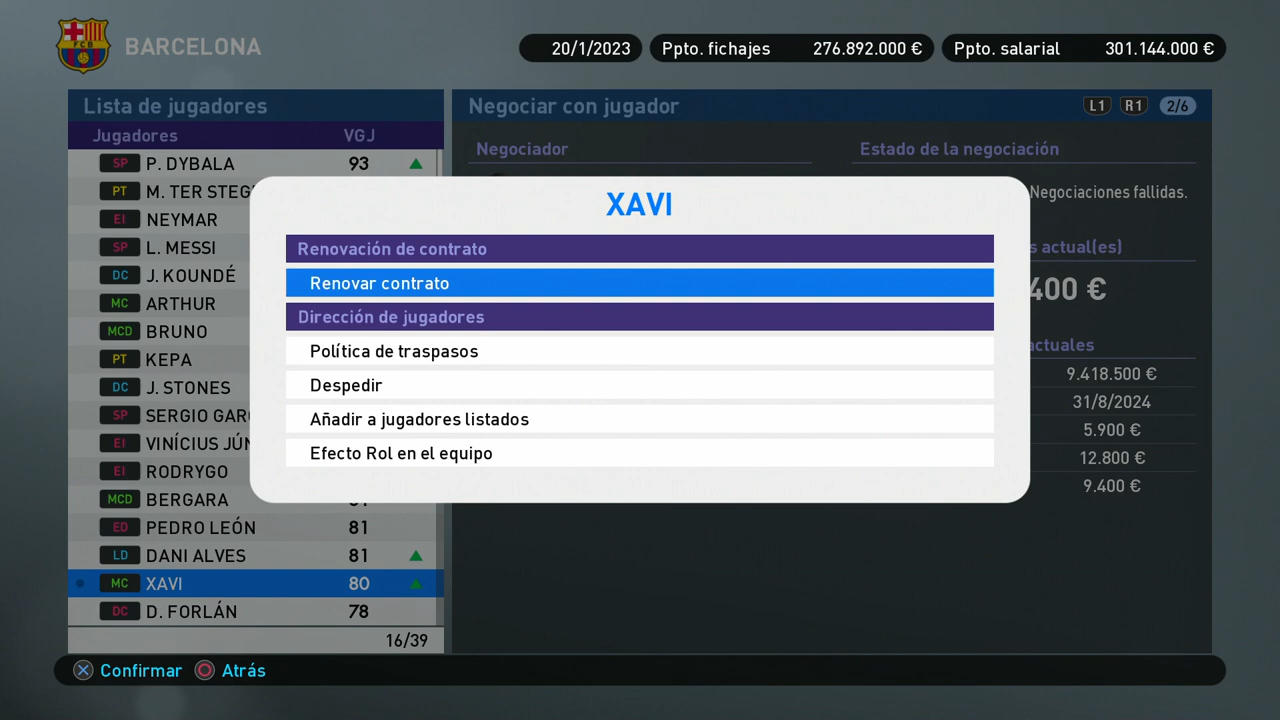 BARCELONA
20/1/2023
Ppto. fichajes 276.892.000 €
Ppto. salarial 301.144.000 €
Lista de jugadores
Jugadores VGJ
SP P. DYBALA 93
PT M. TER STEG
EI NEYMAR
SP L. MESSI
DC J. KOUNDÉ
MC ARTHUR
MCD BRUNO
PT KEPA
DC J. STONES
SP SERGIO GAR
EI VINÍCIUS JÚN
EI RODRYGO
MCD BERGARA
ED PEDRO LEÓN 81
LD DANI ALVES 81
MC XAVI 80
DC D. FORLÁN 78
16/39
Negociar con jugador
L1 R1 2/6
Negociador
Estado de la negociación
Negociaciones fallidas.
s actual(es)
400 €
actuales
9.418.500 €
31/8/2024
5.900 €
12.800 €
9.400 €
XAVI
Renovación de contrato
Renovar contrato
Dirección de jugadores
Política de traspasos
Despedir
Añadir a jugadores listados
Efecto Rol en el equipo
Confirmar Atrás